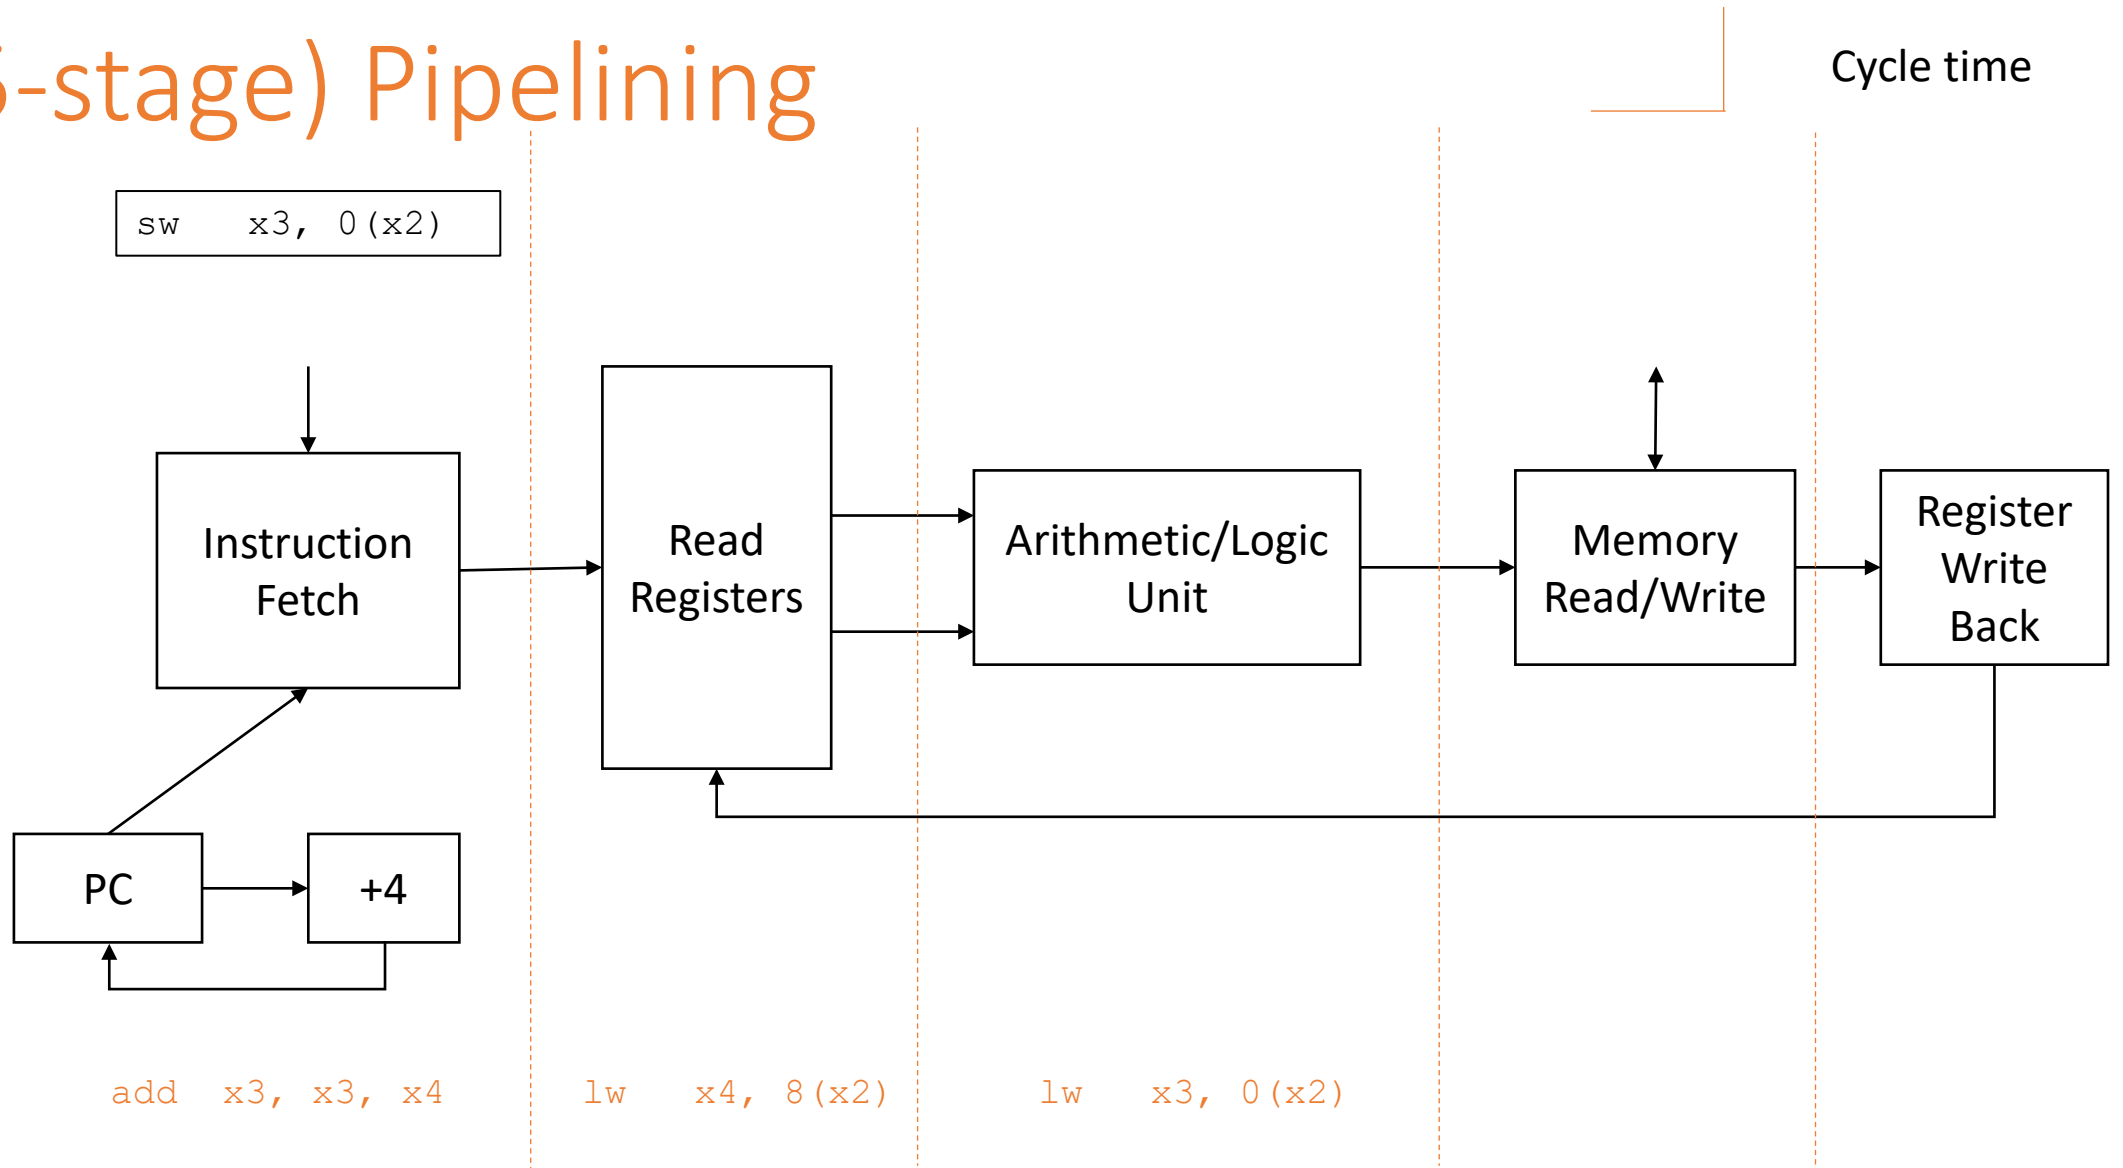 -stage) Pipelining
Cycle time
sw x3, 0(x2)
Instruction
Fetch
Read
Registers
Arithmetic/Logic
Unit
Memory
Read/Write
Register
Write
Back
PC
+4
add x3, x3, x4
lw x4, 8(x2)
lw x3, 0(x2)